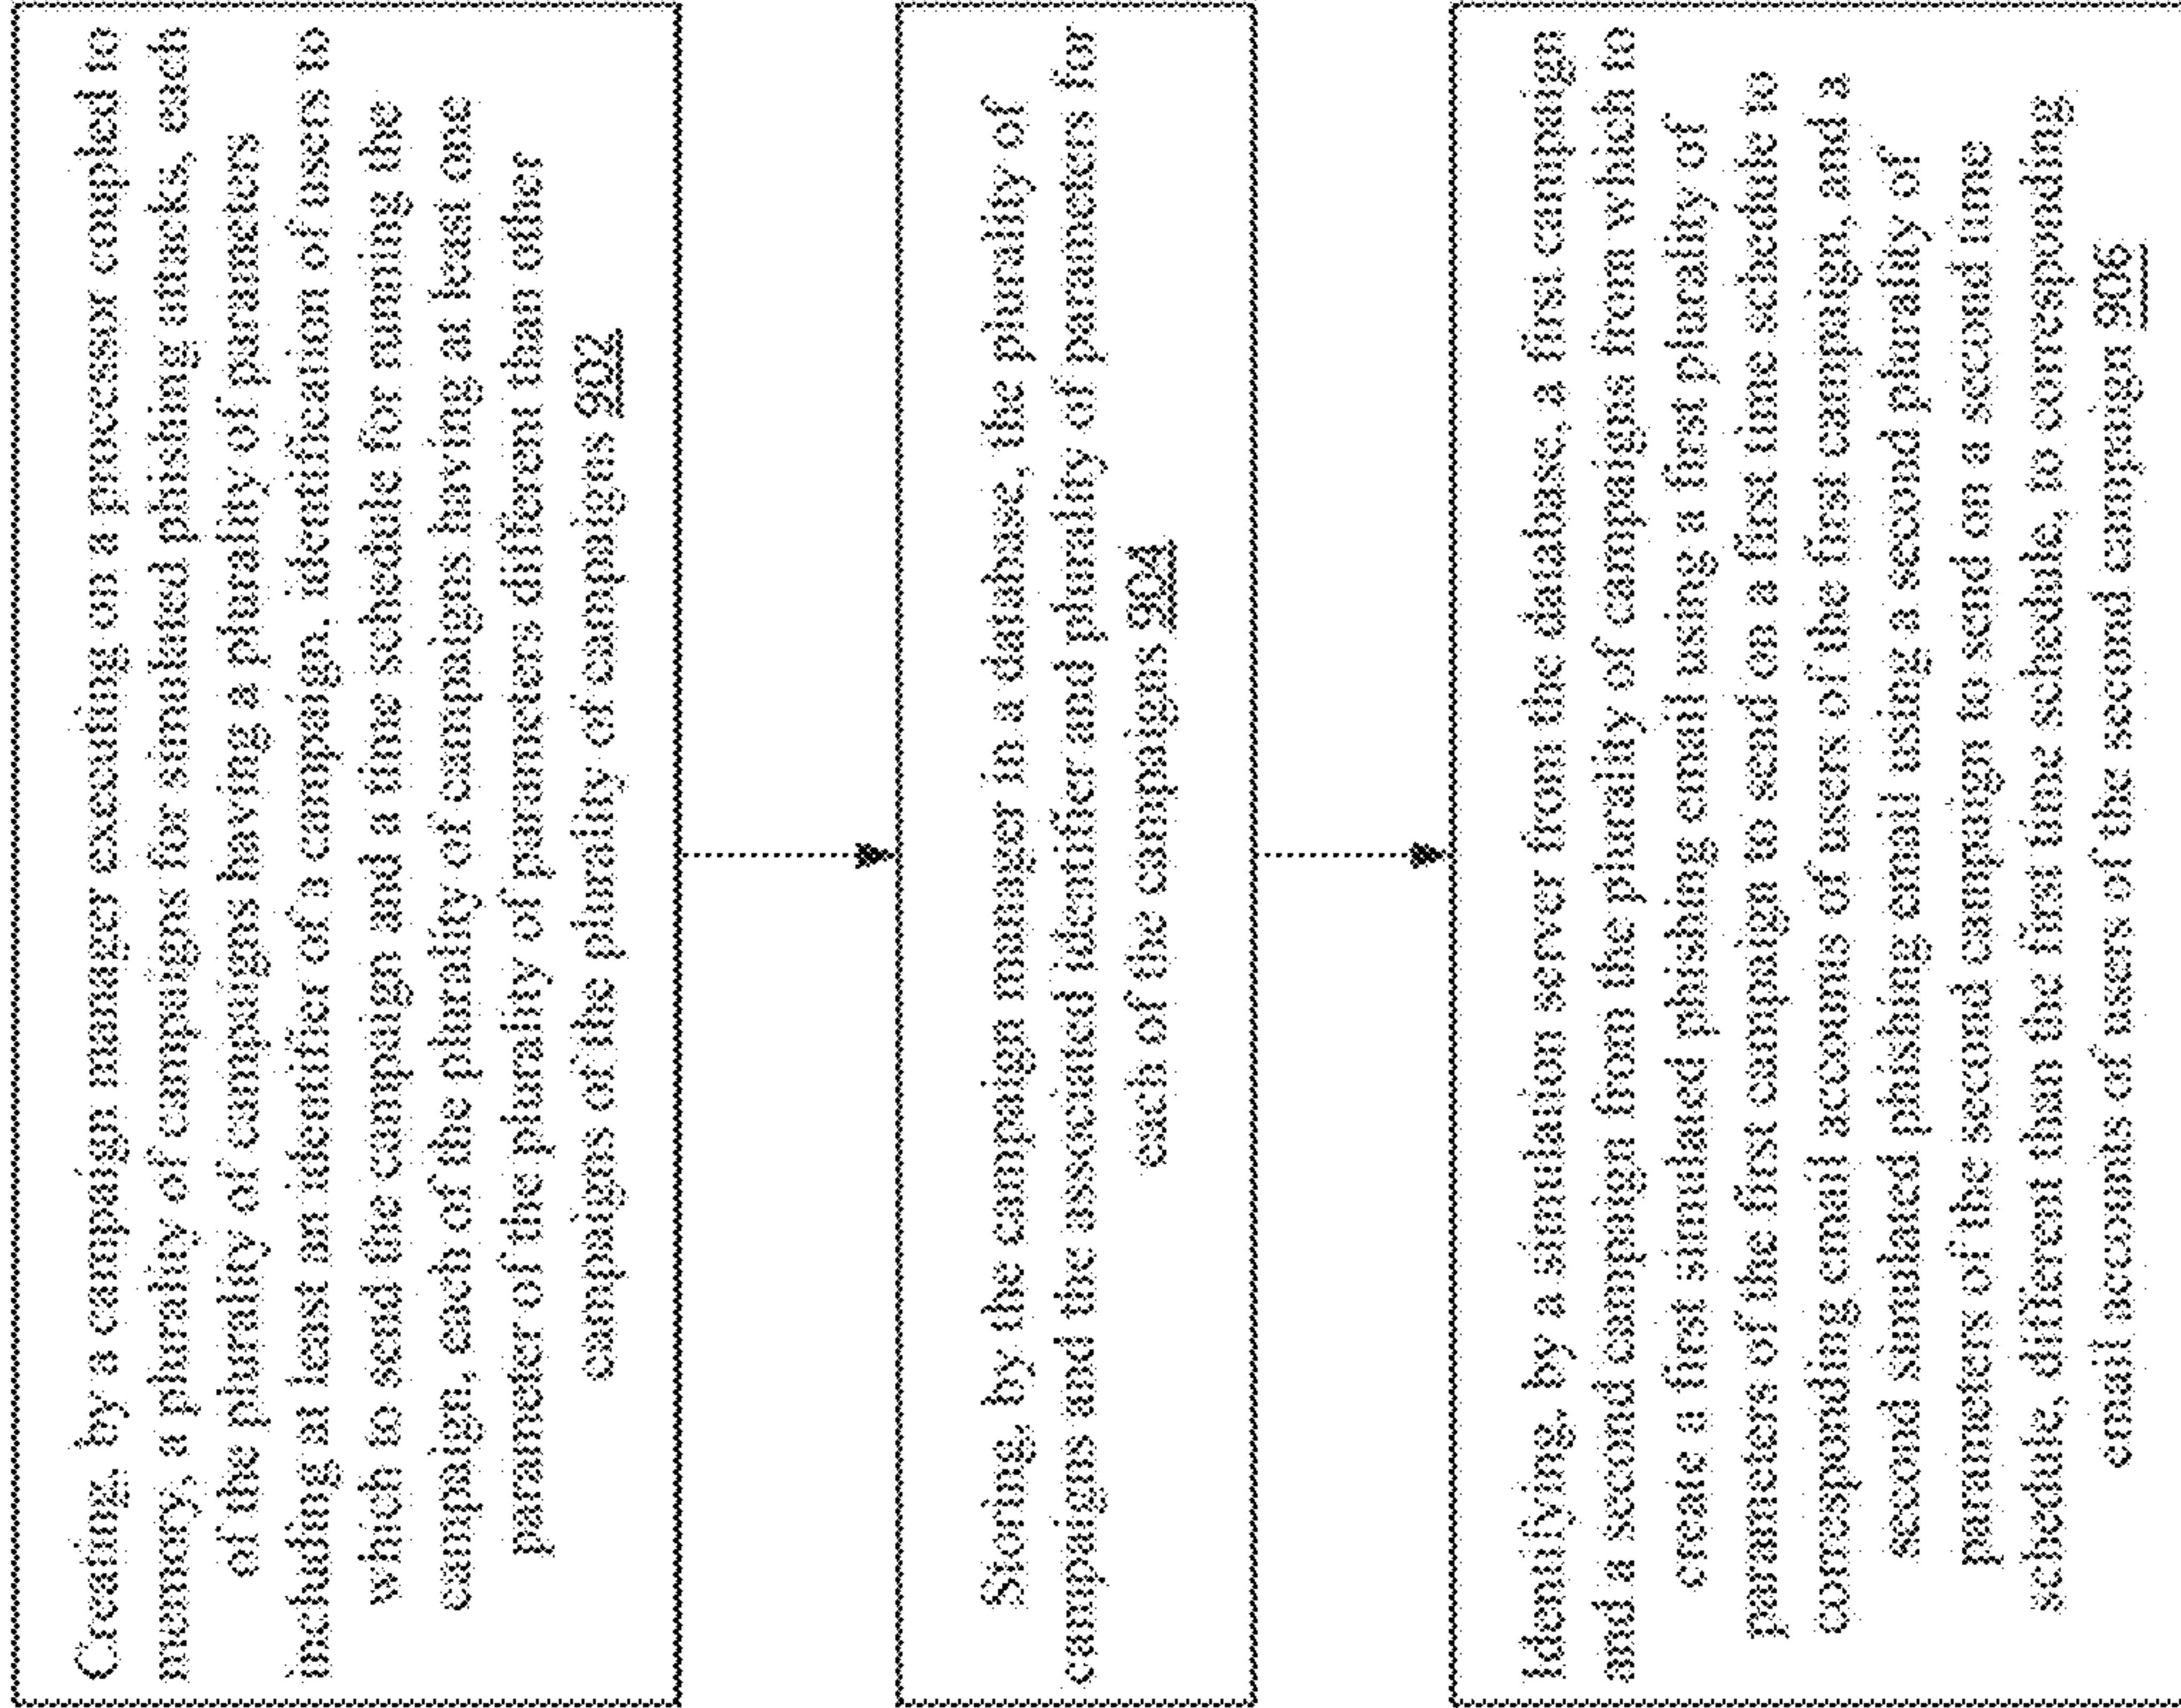 Creating, by a campaign manager executing on a processor coupled to
memory, a plurality of campaigns for simulated phishing attacks, each
of the plurality of campaigns having a plurality of parameters
including at least an identifier of a campaign, identification of users to
which to send the campaign and a time schedule for running the
campaign, each of the plurality of campaigns having at least one
parameter of the plurality of parameters different than other
campaigns of the plurality of campaigns 902
Storing, by the campaign manager in a database, the plurality of
campaigns and the associated identifier and plurality of parameters for
each of the campaigns 904
Identifying, by a simulation server from the database, a first campaign
and a second campaign from the plurality of campaigns from which to
create a first simulated phishing email using a first plurality of
parameters of the first campaign to send on a first time schedule to
corresponding email accounts of users of the first campaign, and a
second simulated phishing email using a second plurality of
parameters of the second campaign to send on a second time
schedule, different than the first time schedule, to corresponding
email accounts of users of the second campaign 906